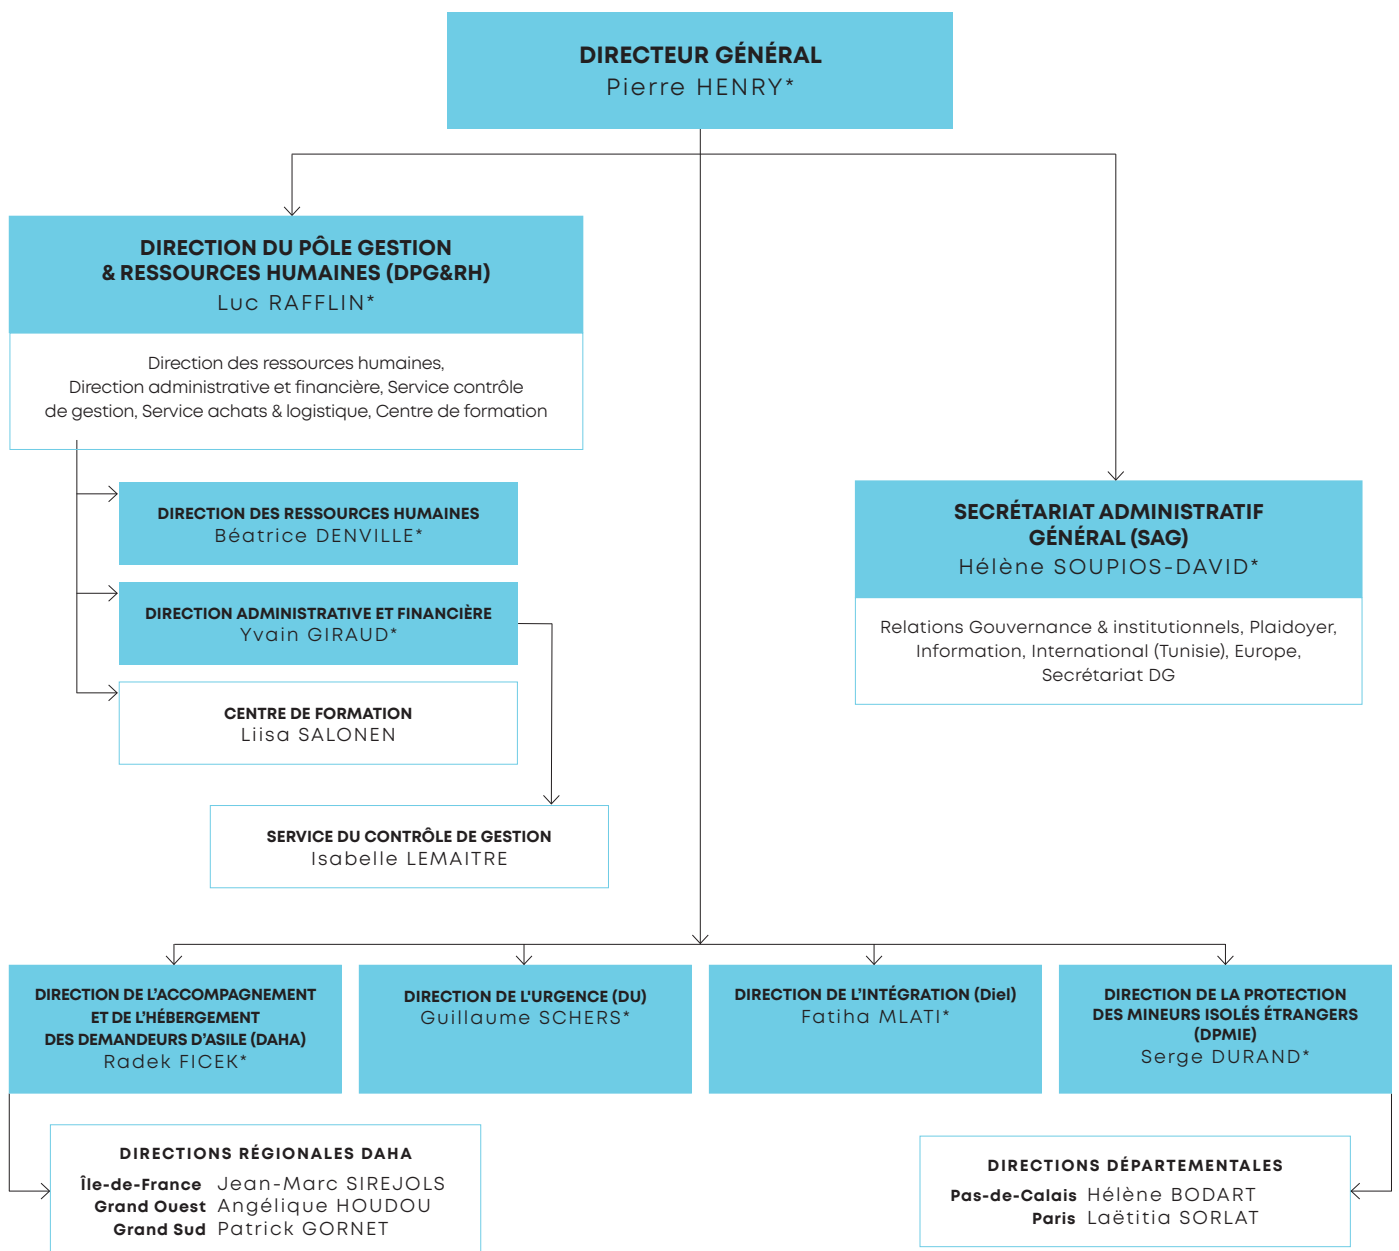 DIRECTEUR GÉNÉRAL
Pierre HENRY*
DIRECTION DU PÔLE GESTION
& RESSOURCES HUMAINES (DPG&RH)
Luc RAFFLIN*
Direction des ressources humaines,
Direction administrative et financière, Service contrôle
de gestion, Service achats & logistique, Centre de formation
DIRECTION DES RESSOURCES HUMAINES
Béatrice DENVILLE*
DIRECTION ADMINISTRATIVE ET FINANCIÈRE
Yvain GIRAUD*
CENTRE DE FORMATION
Liisa SALONEN
SERVICE DU CONTRÔLE DE GESTION
Isabelle LEMAITRE
SECRÉTARIAT ADMINISTRATIF
GÉNÉRAL (SAG)
Hélène SOUPIOS-DAVID*
Relations Gouvernance & institutionnels, Plaidoyer,
Information, International (Tunisie), Europe,
Secrétariat DG
DIRECTION DE L’ACCOMPAGNEMENT
ET DE L’HÉBERGEMENT
DES DEMANDEURS D’ASILE (DAHA)
Radek FICEK*
DIRECTION DE L'URGENCE (DU)
Guillaume SCHERS*
DIRECTION DE L’INTÉGRATION (Diel)
Fatiha MLATI*
DIRECTION DE LA PROTECTION
DES MINEURS ISOLÉS ÉTRANGERS
(DPMIE)
Serge DURAND*
DIRECTIONS RÉGIONALES DAHA
Île-de-France Jean-Marc SIREJOLS
Grand Ouest Angélique HOUDOU
Grand Sud Patrick GORNET
DIRECTIONS DÉPARTEMENTALES
Pas-de-Calais Hélène BODART
Paris Laëtitia SORLAT